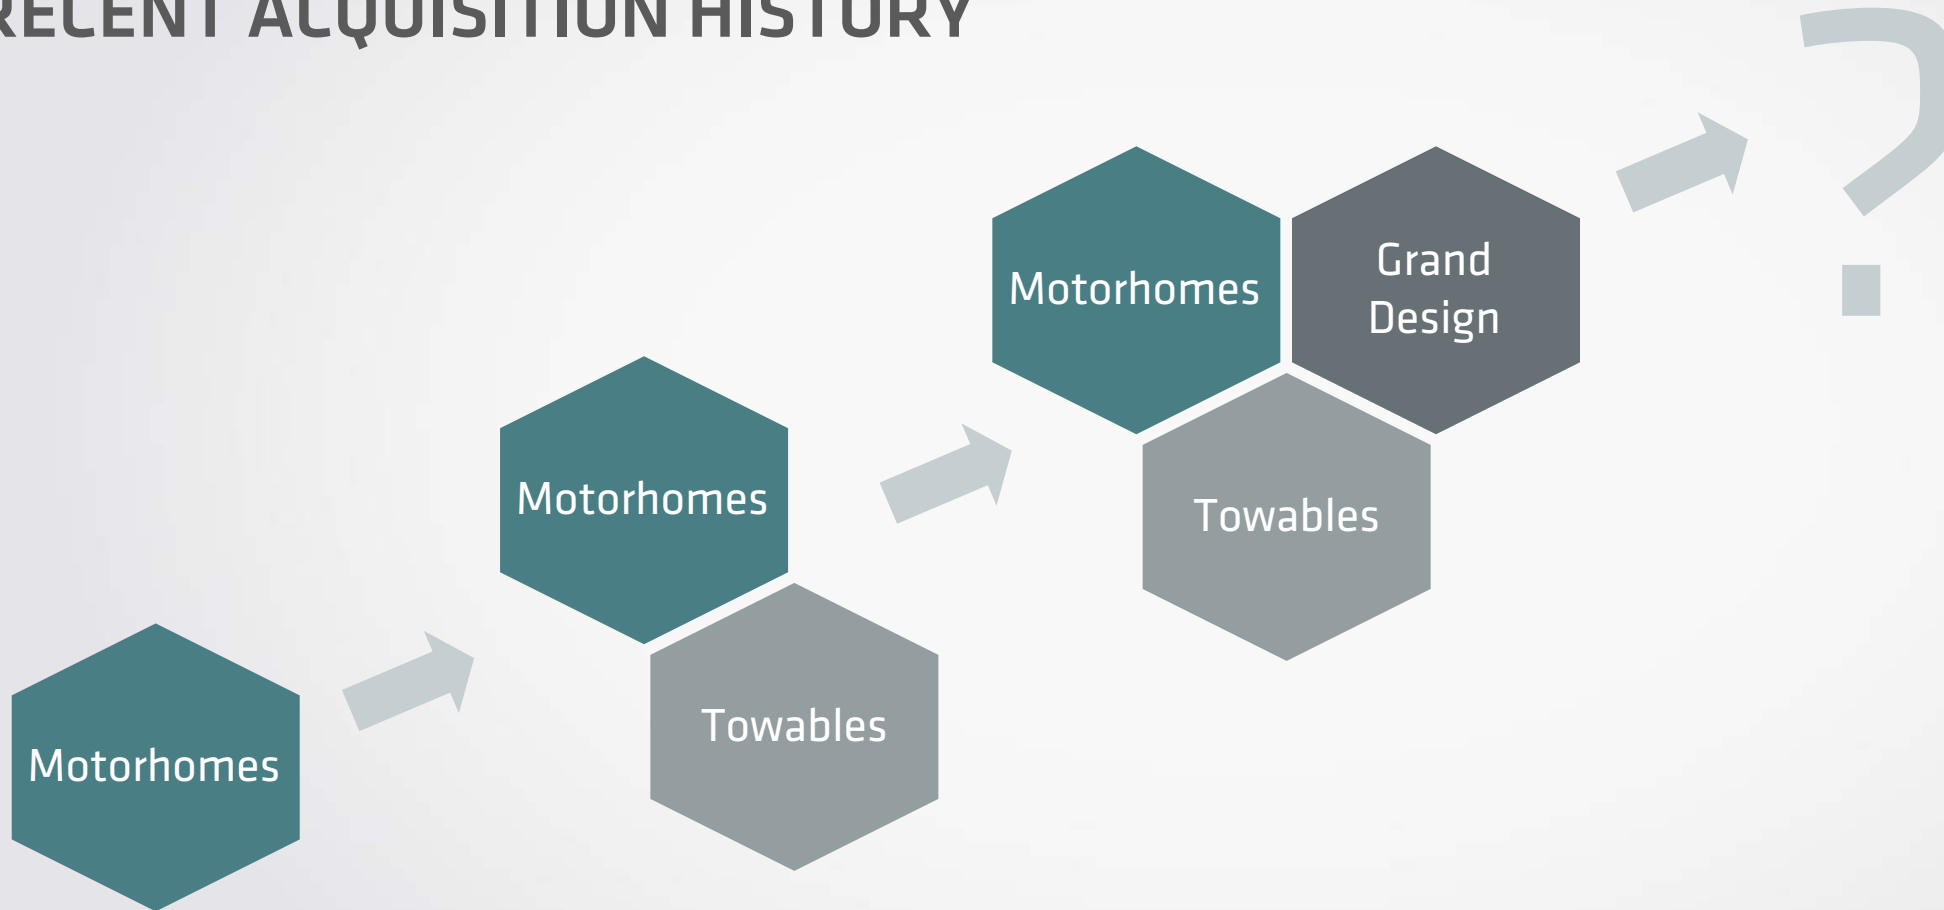 RECENT ACQUISITION HISTORY
?
Motorhomes
Grand
Design
Towables
Motorhomes
Towables
Motorhomes